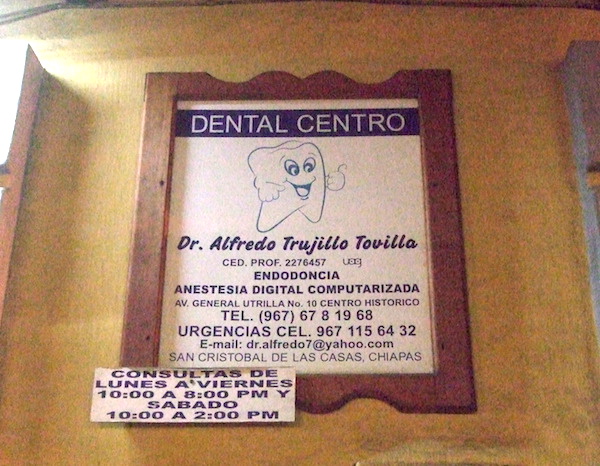 DENTAL CENTRO
Dr. Alfredo Trujillo Tovilla
CED. PROF. 2276457 uag
ENDODONCIA
ANESTESIA DIGITAL COMPUTARIZADA
AV. GENERAL UTRILLA No. 10 CENTRO HISTORICO
TEL. (967) 67 8 19 68
URGENCIAS CEL. 967 115 64 32
E-mail: dr.alfredo7@yahoo.com
SAN CRISTOBAL DE LAS CASAS, CHIAPAS
CONSULTAS DE
LUNES A VIERNES
10:00 A 8:00 PM Y
SABADO
10:00 A 2:00 PM